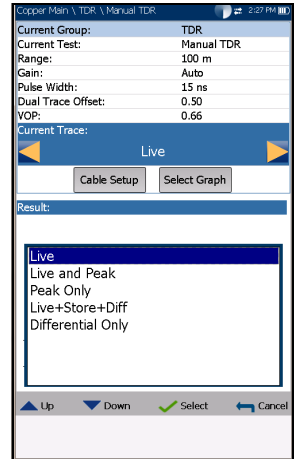 Copper Main \ TDR \ Manual TDR 2:27 PM
Current Group: TDR
Current Test: Manual TDR
Range: 100 m
Gain: Auto
Pulse Width: 15 ns
Dual Trace Offset: 0.50
VOP: 0.66
Current Trace:
Live
Cable Setup Select Graph
Result:
Live
Live and Peak
Peak Only
Live+Store+Diff
Differential Only
Up Down Select Cancel